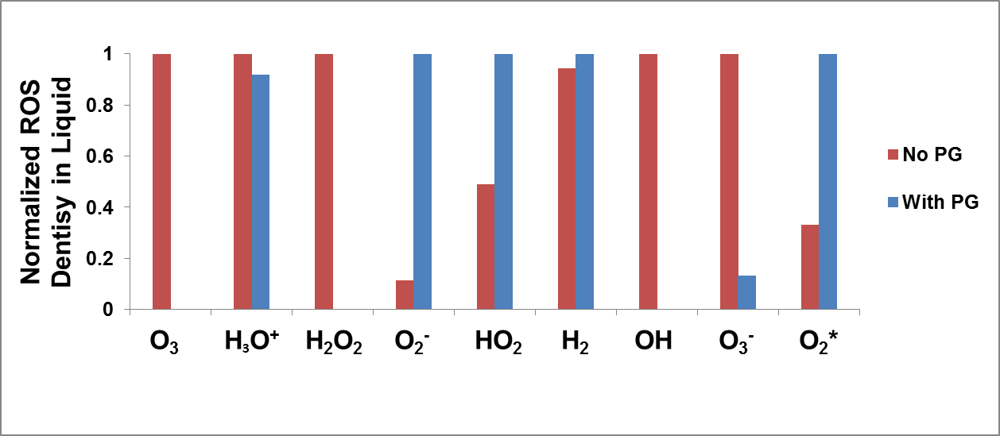 Normalized ROS
Dentisy in Liquid
1
0.8
0.6
0.4
0.2
0
O₃ H₃O⁺ H₂O₂ O₂⁻ HO₂ H₂ OH O₃⁻ O₂*
No PG
With PG